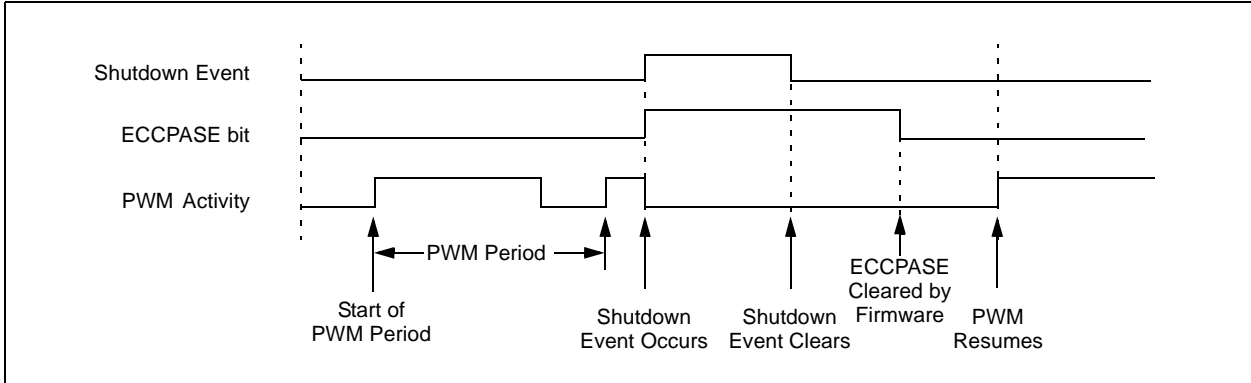 Shutdown Event
ECCPASE bit
PWM Activity
PWM Period
Start of
PWM Period
Shutdown
Event Occurs
Shutdown
Event Clears
ECCPASE
Cleared by
Firmware
PWM
Resumes